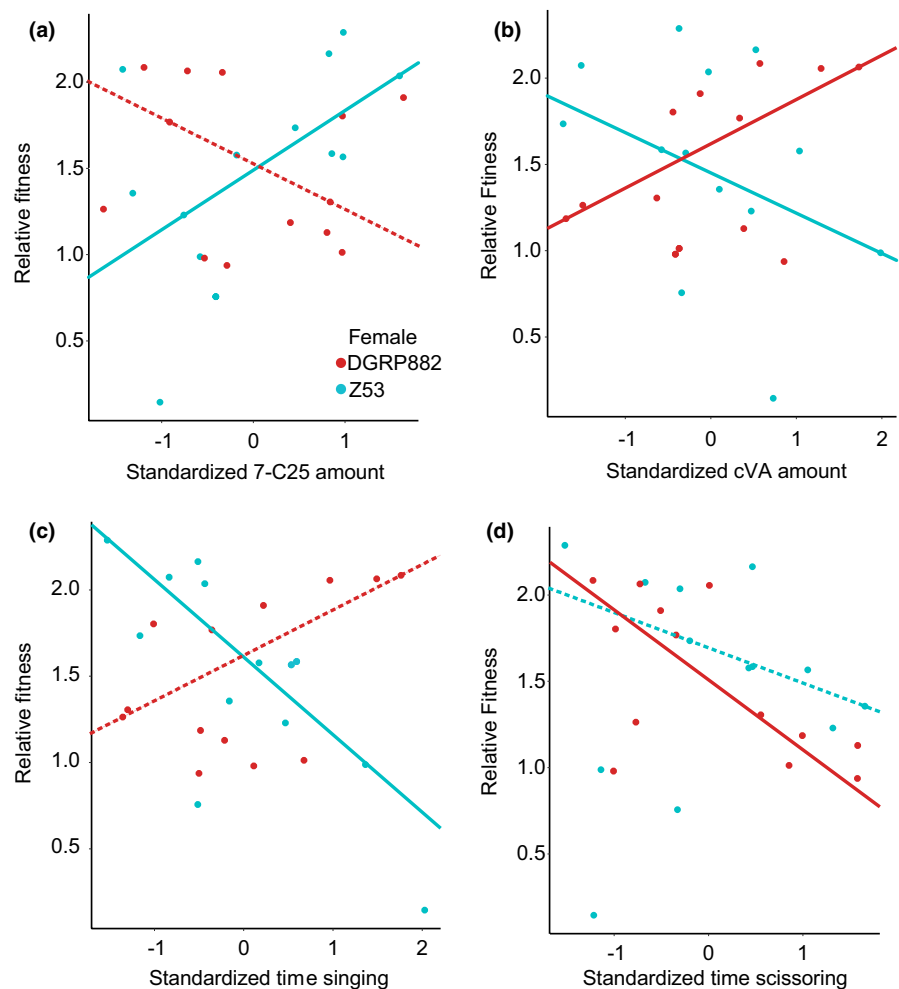 (a)
2.0
1.5
1.0
0.5
Relative fitness
Female
DGRP882
Z53
-1 0 1
Standardized 7-C25 amount
(b)
2.0
1.5
1.0
0.5
Relative Ftiness
-1 0 1 2
Standardized cVA amount
(c)
2.0
1.5
1.0
0.5
Relative fitness
-1 0 1 2
Standardized time singing
(d)
2.0
1.5
1.0
0.5
Relative Fitness
-1 0 1
Standardized time scissoring